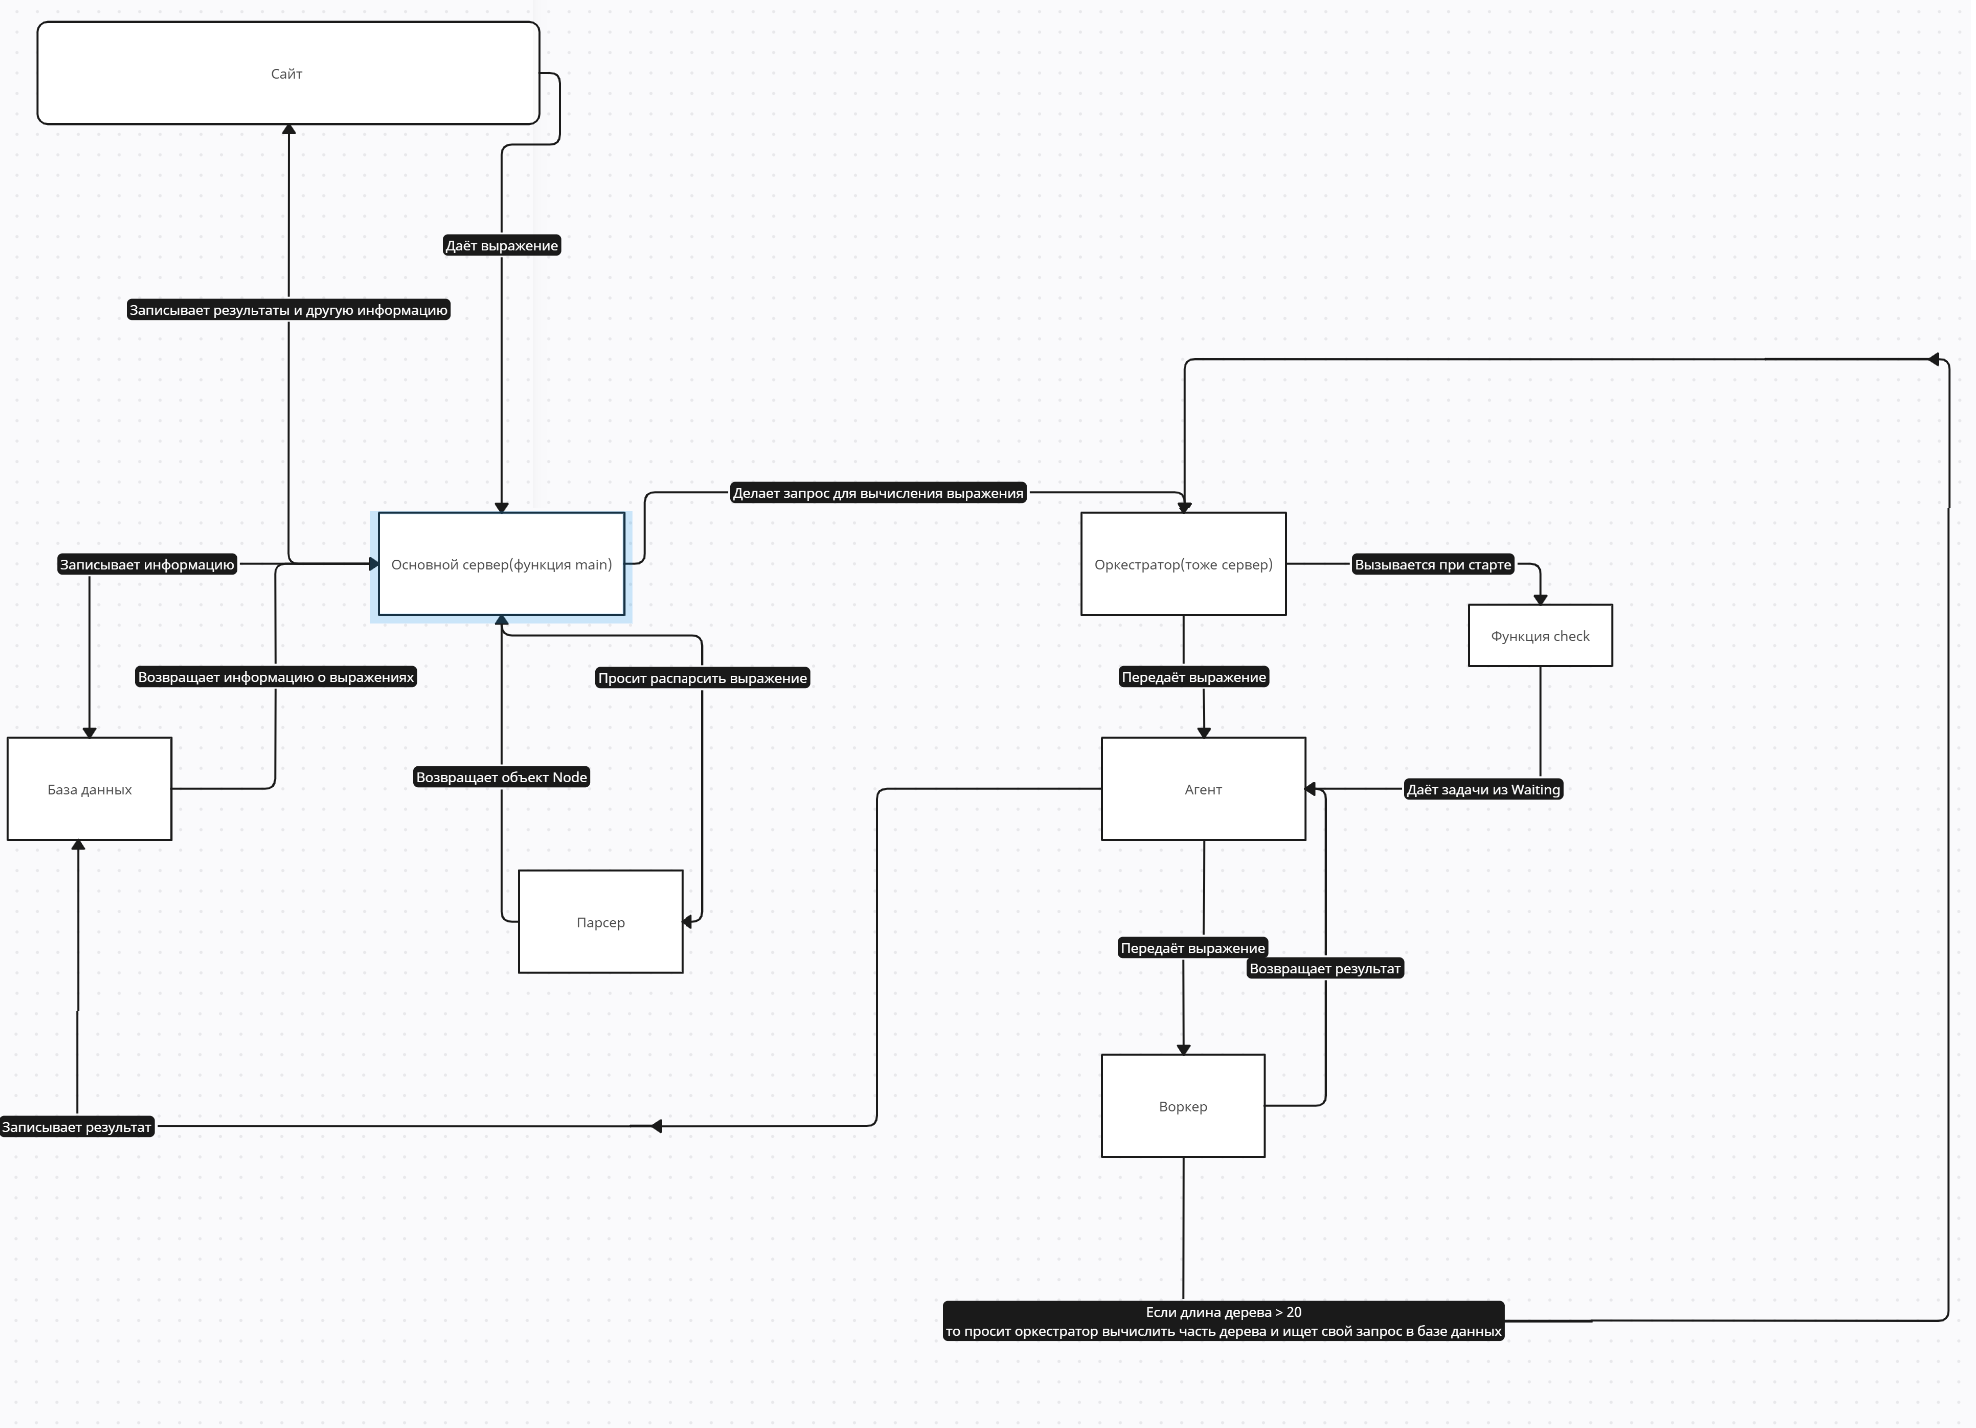 Сайт
Даёт выражение
Записывает результаты и другую информацию
Делает запрос для вычисления выражения
Записывает информацию
Основной сервер(функция main)
Оркестратор(тоже сервер)
Вызывается при старте
Функция check
Возвращает информацию о выражениях
Просит распарсить выражение
Передаёт выражение
Возвращает объект Node
База данных
Агент
Даёт задачи из Waiting
Парсер
Передаёт выражение
Возвращает результат
Воркер
Записывает результат
Если длина дерева > 20
то просит оркестратор вычислить часть дерева и ищет свой запрос в базе данных